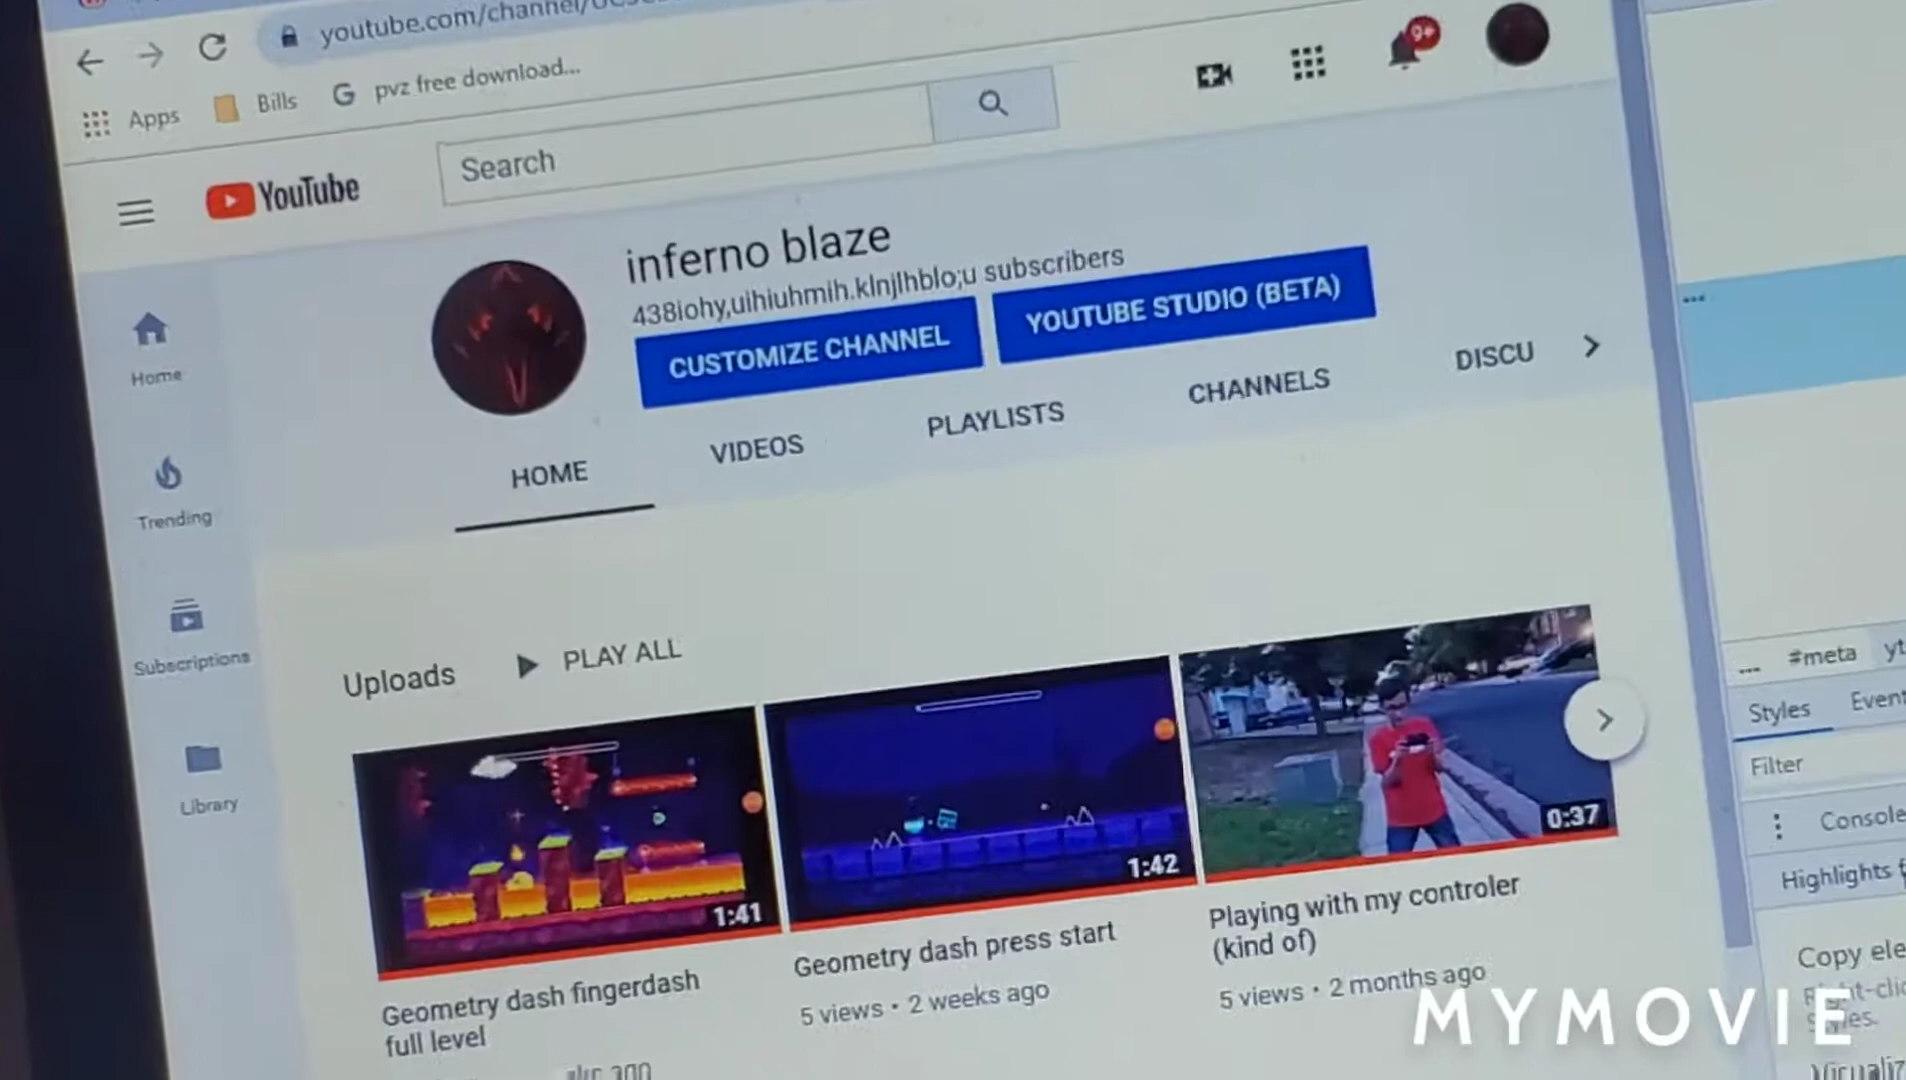 youtube.com/channel/
Apps
Bills
G pvz free download...
9+
YouTube
Search
inferno blaze
438iohy,uihiuhmih.klnjlhblo;u subscribers
CUSTOMIZE CHANNEL
YOUTUBE STUDIO (BETA)
HOME
VIDEOS
PLAYLISTS
CHANNELS
DISCU
Home
Trending
Subscriptions
Library
Uploads
PLAY ALL
1:41
1:42
0:37
Geometry dash fingerdash
full level
Geometry dash press start
5 views • 2 weeks ago
Playing with my controler
(kind of)
5 views • 2 months ago
... #meta yt
Styles Even
Filter
Console
Highlights
Copy ele
MYMOVIE